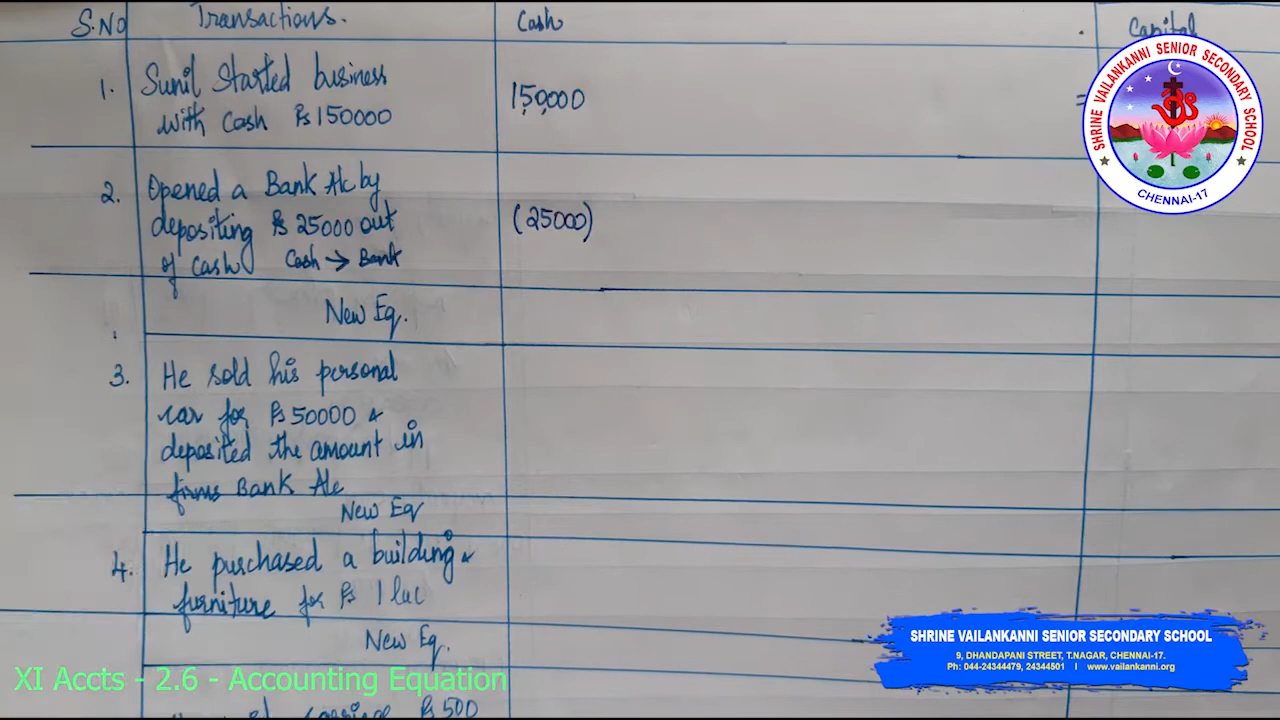 S.No Transactions. Cash Capital
1. Sunil Started business
with Cash ₨ 150000
150000
=
2. Opened a Bank A/c by
depositing ₨ 25000 out
of cash Cash → Bank
(25000)
New Eq.
3. He sold his personal
car for ₨ 50000 &
deposited the amount in
firms Bank A/c
New Eq
4. He purchased a building &
furniture for ₨ 1 lac
New Eq.
₨ 500
SHRINE VAILANKANNI SENIOR SECONDARY SCHOOL
CHENNAI-17
SHRINE VAILANKANNI SENIOR SECONDARY SCHOOL
9, DHANDAPANI STREET, T.NAGAR, CHENNAI-17.
Ph: 044-24344479, 24344501 I www.vailankanni.org
XI Accts - 2.6 - Accounting Equation